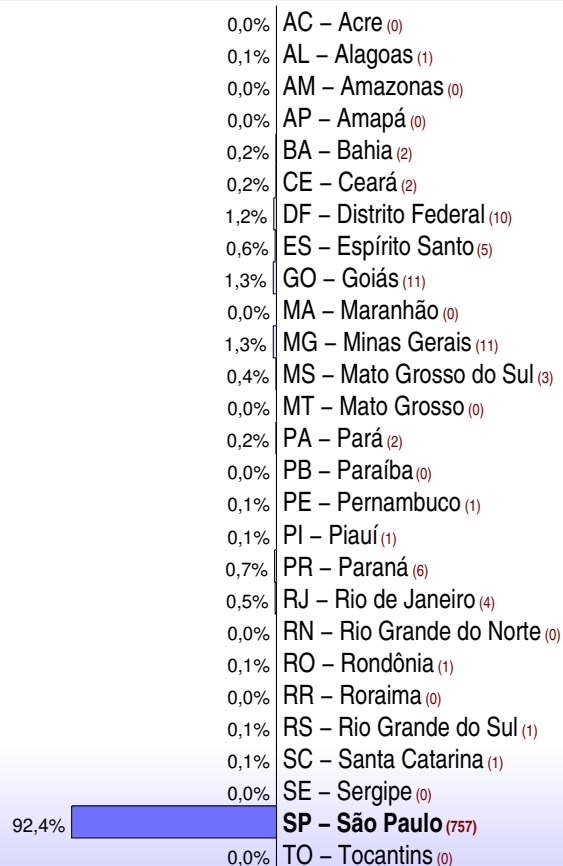 0,0% AC – Acre (0)
0,1% AL – Alagoas (1)
0,0% AM – Amazonas (0)
0,0% AP – Amapá (0)
0,2% BA – Bahia (2)
0,2% CE – Ceará (2)
1,2% DF – Distrito Federal (10)
0,6% ES – Espírito Santo (5)
1,3% GO – Goiás (11)
0,0% MA – Maranhão (0)
1,3% MG – Minas Gerais (11)
0,4% MS – Mato Grosso do Sul (3)
0,0% MT – Mato Grosso (0)
0,2% PA – Pará (2)
0,0% PB – Paraíba (0)
0,1% PE – Pernambuco (1)
0,1% PI – Piauí (1)
0,7% PR – Paraná (6)
0,5% RJ – Rio de Janeiro (4)
0,0% RN – Rio Grande do Norte (0)
0,1% RO – Rondônia (1)
0,0% RR – Roraima (0)
0,1% RS – Rio Grande do Sul (1)
0,1% SC – Santa Catarina (1)
0,0% SE – Sergipe (0)
92,4% SP – São Paulo (757)
0,0% TO – Tocantins (0)